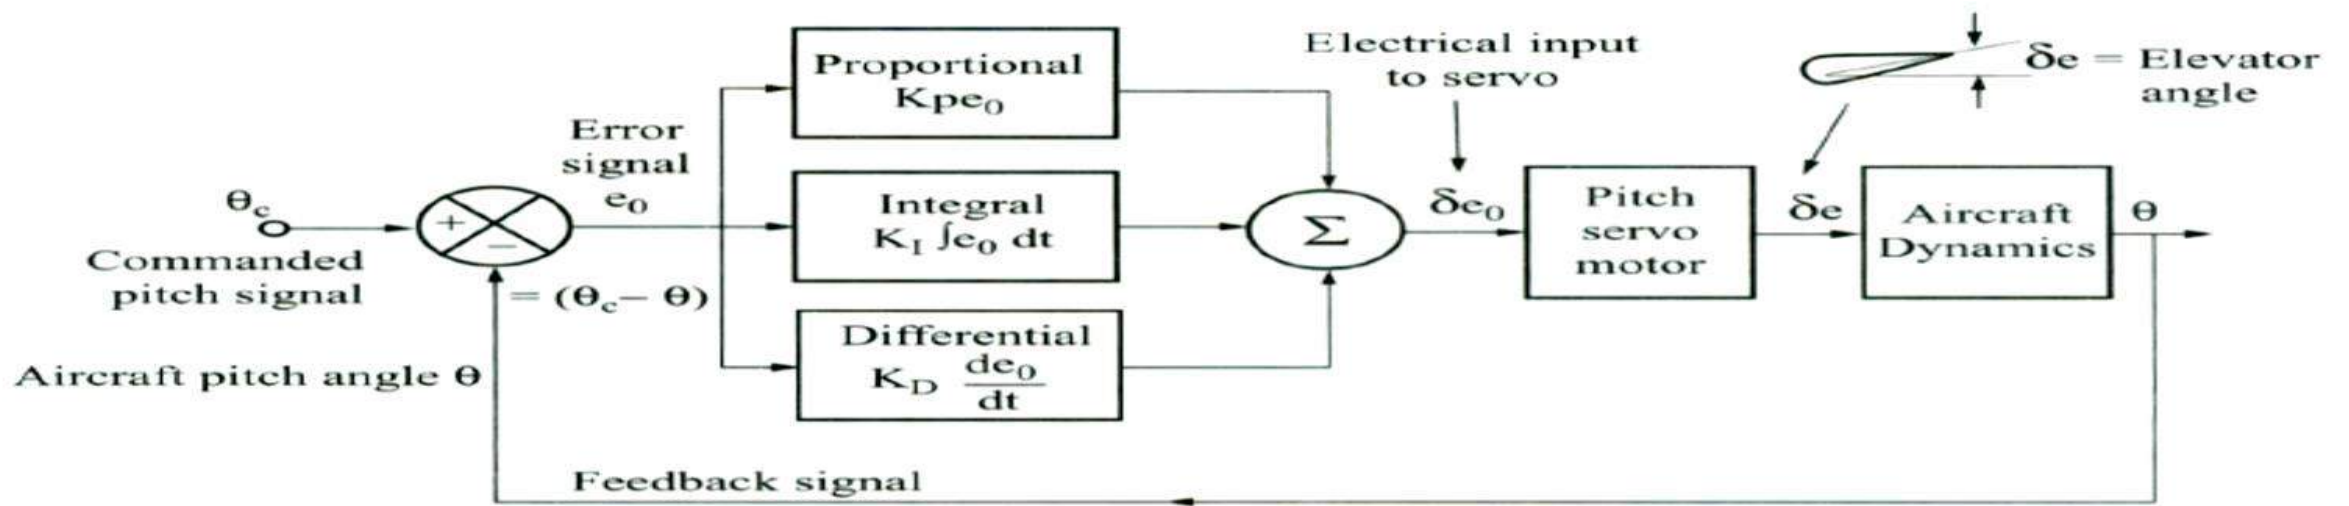 θc
Commanded
pitch signal
+
−
Error
signal
e0
= (θc− θ)
Aircraft pitch angle θ
Proportional
Kpe0
Integral
KI ∫e0 dt
Differential
KD de0
dt
Σ
Electrical input
to servo
δe0
Pitch
servo
motor
δe
δe = Elevator
angle
Aircraft
Dynamics
θ
Feedback signal